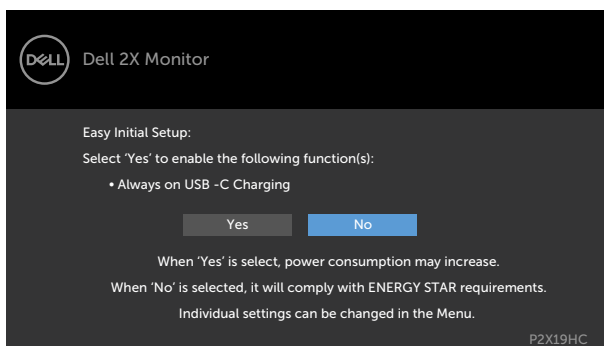 DELL
Dell 2X Monitor
Easy Initial Setup:
Select ‘Yes’ to enable the following function(s):
• Always on USB -C Charging
Yes No
When ‘Yes’ is select, power consumption may increase.
When ‘No’ is selected, it will comply with ENERGY STAR requirements.
Individual settings can be changed in the Menu.
P2X19HC